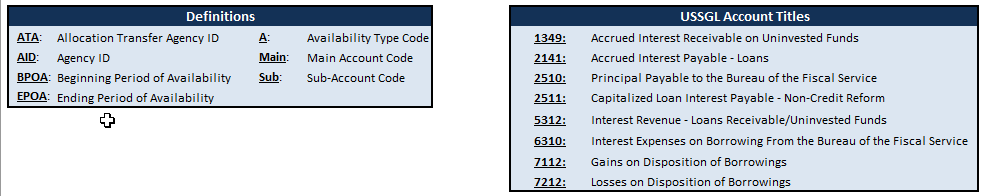 Definitions
ATA: Allocation Transfer Agency ID A: Availability Type Code
AID: Agency ID Main: Main Account Code
BPOA: Beginning Period of Availability Sub: Sub-Account Code
EPOA: Ending Period of Availability
USSGL Account Titles
1349: Accrued Interest Receivable on Uninvested Funds
2141: Accrued Interest Payable - Loans
2510: Principal Payable to the Bureau of the Fiscal Service
2511: Capitalized Loan Interest Payable - Non-Credit Reform
5312: Interest Revenue - Loans Receivable/Uninvested Funds
6310: Interest Expenses on Borrowing From the Bureau of the Fiscal Service
7112: Gains on Disposition of Borrowings
7212: Losses on Disposition of Borrowings